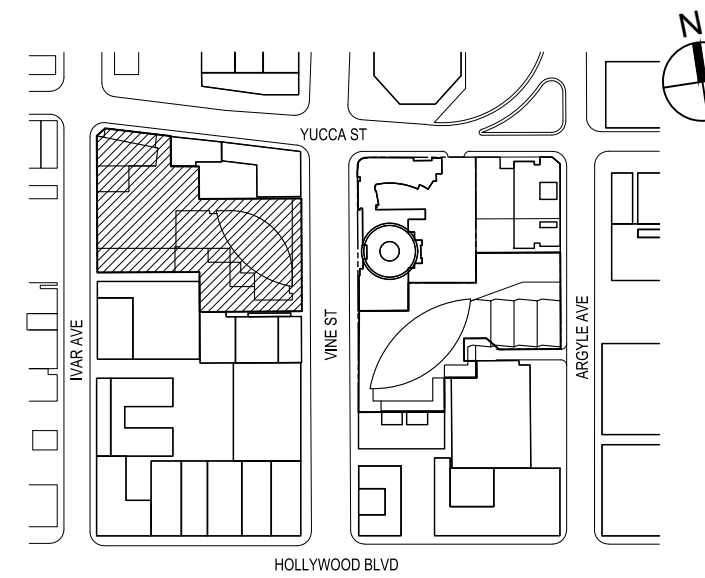 N
YUCCA ST
IVAR AVE
VINE ST
ARGYLE AVE
HOLLYWOOD BLVD